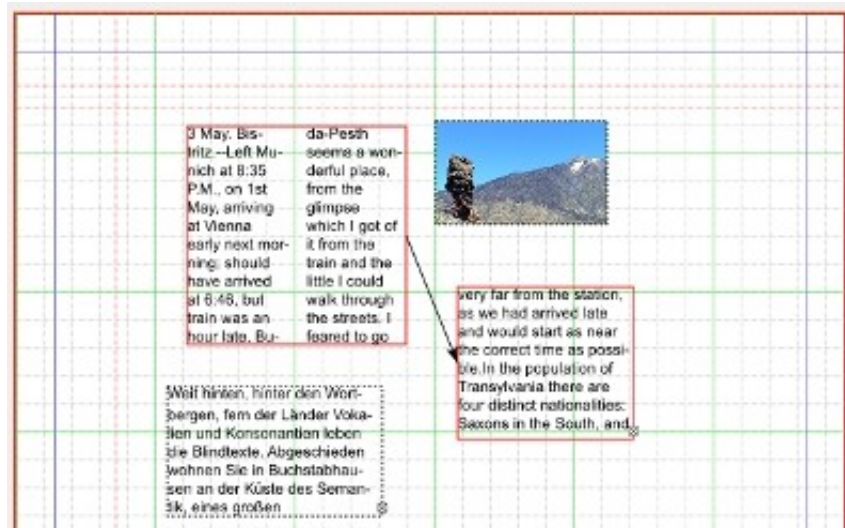 3 May. Bis-
tritz.--Left Mu-
nich at 8:35
P.M., on 1st
May, arriving
at Vienna
early next mor-
ning; should
have arrived
at 6:46, but
train was an
hour late. Bu-
da-Pesth
seems a won-
derful place,
from the
glimpse
which I got of
it from the
train and the
little I could
walk through
the streets. I
feared to go
very far from the station,
as we had arrived late
and would start as near
the correct time as possi-
ble.In the population of
Transylvania there are
four distinct nationalities:
Saxons in the South, and
Weit hinten, hinter den Wort-
bergen, fern der Länder Voka-
lien und Konsonantien leben
die Blindtexte. Abgeschieden
wohnen Sie in Buchstabhau-
sen an der Küste des Seman-
tik, eines großen